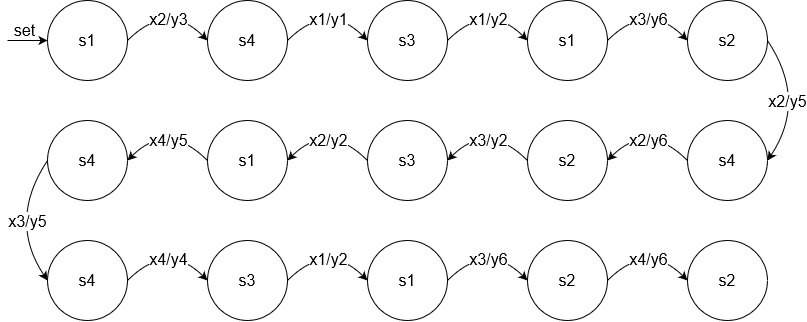 set s1 x2/y3 s4 x1/y1 s3 x1/y2 s1 x3/y6 s2
x2/y5
s4 x4/y5 s1 x2/y2 s3 x3/y2 s2 x2/y6 s4
x3/y5
s4 x4/y4 s3 x1/y2 s1 x3/y6 s2 x4/y6 s2